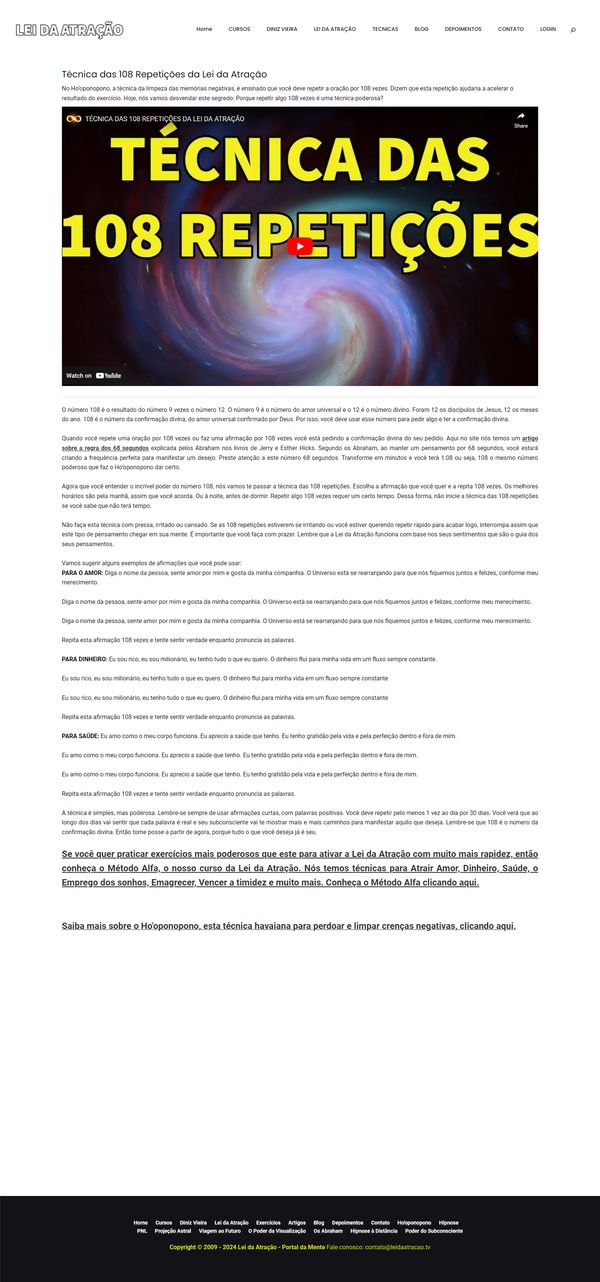 LEI DA ATRAÇÃO
Home CURSOS DINIZ VIEIRA LEI DA ATRAÇÃO TECNICAS BLOG DEPOIMENTOS CONTATO LOGIN
Técnica das 108 Repetições da Lei da Atração
No Ho'oponopono, a técnica da limpeza das memórias negativas, é ensinado que você deve repetir a oração por 108 vezes. Dizem que esta repetição ajudaria a acelerar o
resultado do exercício. Hoje, nós vamos desvendar este segredo: Porque repetir algo 108 vezes é uma técnica poderosa?
TÉCNICA DAS 108 REPETIÇÕES DA LEI DA ATRAÇÃO
Share
TÉCNICA DAS
108 REPETIÇÕES
Watch on YouTube
O número 108 é o resultado do número 9 vezes o número 12. O número 9 é o número do amor universal e o 12 é o número divino. Foram 12 os discípulos de Jesus, 12 os meses
do ano. 108 é o número da confirmação divina, do amor universal confirmado por Deus. Por isso, você deve usar esse número para pedir algo e ter a confirmação divina.
Quando você repete uma oração por 108 vezes ou faz uma afirmação por 108 vezes você está pedindo a confirmação divina do seu pedido. Aqui no site nós temos um artigo
sobre a regra dos 68 segundos explicada pelos Abraham nos livros de Jerry e Esther Hicks. Segundo os Abraham, ao manter um pensamento por 68 segundos, você estará
criando a frequência perfeita para manifestar um desejo. Preste atenção a este número 68 segundos. Transforme em minutos e você terá 1:08 ou seja, 108 o mesmo número
poderoso que faz o Ho'oponopono dar certo.
Agora que você entender o incrível poder do número 108, nós vamos te passar a técnica das 108 repetições. Escolha a afirmação que você quer e a repita 108 vezes. Os melhores
horários são pela manhã, assim que você acorda. Ou à noite, antes de dormir. Repetir algo 108 vezes requer um certo tempo. Dessa forma, não inicie a técnica das 108 repetições
se você sabe que não terá tempo.
Não faça esta técnica com pressa, irritado ou cansado. Se as 108 repetições estiverem se irritando ou você estiver querendo repetir rápido para acabar logo, interrompa assim que
este tipo de pensamento chegar em sua mente. É importante que você faça com prazer. Lembre que a Lei da Atração funciona com base nos seus sentimentos que são o guia dos
seus pensamentos.
Vamos sugerir alguns exemplos de afirmações que você pode usar:
PARA O AMOR: Diga o nome da pessoa, sente amor por mim e gosta da minha companhia. O Universo está se rearranjando para que nós fiquemos juntos e felizes, conforme meu
merecimento.
Diga o nome da pessoa, sente amor por mim e gosta da minha companhia. O Universo está se rearranjando para que nós fiquemos juntos e felizes, conforme meu merecimento.
Diga o nome da pessoa, sente amor por mim e gosta da minha companhia. O Universo está se rearranjando para que nós fiquemos juntos e felizes, conforme meu merecimento.
Repita esta afirmação 108 vezes e tente sentir verdade enquanto pronuncia as palavras.
PARA DINHEIRO: Eu sou rico, eu sou milionário, eu tenho tudo o que eu quero. O dinheiro flui para minha vida em um fluxo sempre constante.
Eu sou rico, eu sou milionário, eu tenho tudo o que eu quero. O dinheiro flui para minha vida em um fluxo sempre constante
Eu sou rico, eu sou milionário, eu tenho tudo o que eu quero. O dinheiro flui para minha vida em um fluxo sempre constante
Repita esta afirmação 108 vezes e tente sentir verdade enquanto pronuncia as palavras.
PARA SAÚDE: Eu amo como o meu corpo funciona. Eu aprecio a saúde que tenho. Eu tenho gratidão pela vida e pela perfeição dentro e fora de mim.
Eu amo como o meu corpo funciona. Eu aprecio a saúde que tenho. Eu tenho gratidão pela vida e pela perfeição dentro e fora de mim.
Eu amo como o meu corpo funciona. Eu aprecio a saúde que tenho. Eu tenho gratidão pela vida e pela perfeição dentro e fora de mim.
Repita esta afirmação 108 vezes e tente sentir verdade enquanto pronuncia as palavras.
A técnica é simples, mas poderosa. Lembre-se sempre de usar afirmações curtas, com palavras positivas. Você deve repetir pelo menos 1 vez ao dia por 30 dias. Você verá que ao
longo dos dias vai sentir que cada palavra é real e seu subconsciente vai te mostrar mais e mais caminhos para manifestar aquilo que deseja. Lembre-se que 108 é o número da
confirmação divina. Então tome posse a partir de agora, porque tudo o que você deseja já é seu.
Se você quer praticar exercícios mais poderosos que este para ativar a Lei da Atração com muito mais rapidez, então
conheça o Método Alfa, o nosso curso da Lei da Atração. Nós temos técnicas para Atrair Amor, Dinheiro, Saúde, o
Emprego dos sonhos, Emagrecer, Vencer a timidez e muito mais. Conheça o Método Alfa clicando aqui.
Saiba mais sobre o Ho'oponopono, esta técnica havaiana para perdoar e limpar crenças negativas, clicando aqui.
Home Cursos Diniz Vieira Lei da Atração Exercícios Artigos Blog Depoimentos Contato Ho'oponopono Hipnose
PNL Projeção Astral Viagem ao Futuro O Poder da Visualização Os Abraham Hipnose à Distância Poder do Subconsciente
Copyright © 2009 - 2024 Lei da Atração - Portal da Mente Fale conosco: contato@leidaatracao.tv